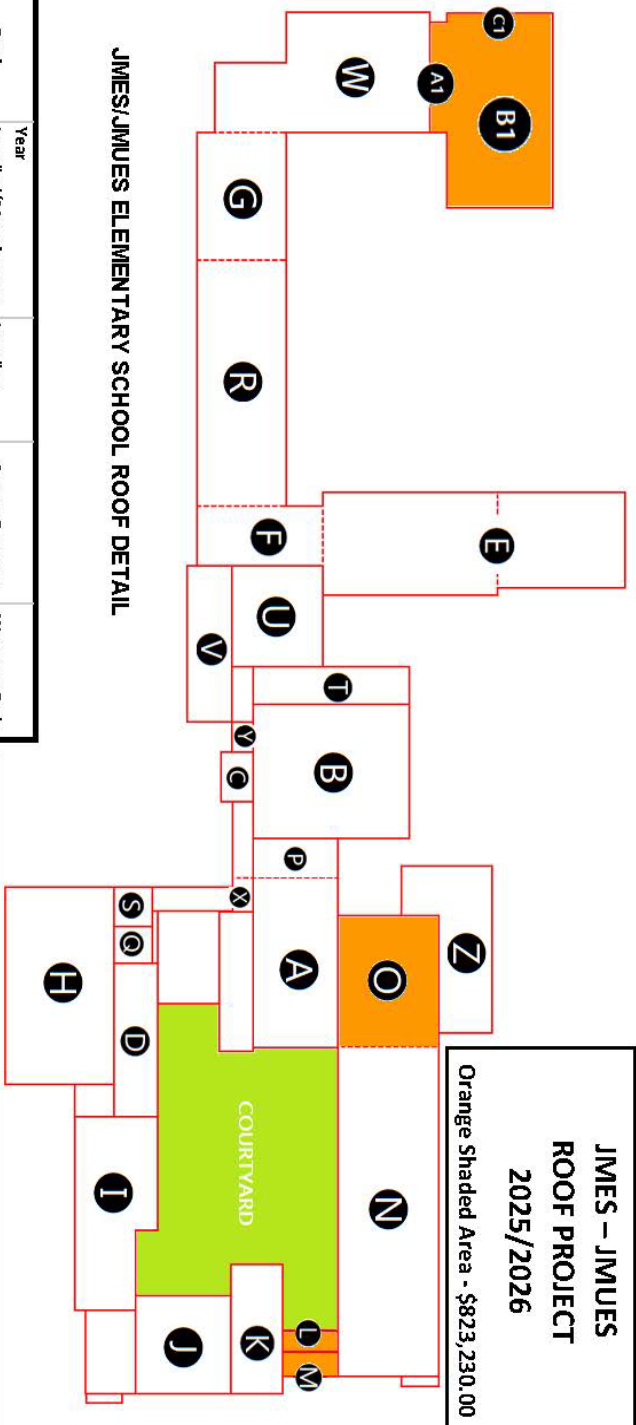 JMES – JMUES
ROOF PROJECT
2025/2026
Orange Shaded Area - $823,230.00
C1
A1
B1
W
G
R
E
F
U
V
T
Y
B
C
P
X
A
Z
O
S
Q
H
D
COURTYARD
N
I
L
M
K
J
JMES/JMUES ELEMENTARY SCHOOL ROOF DETAIL
Year